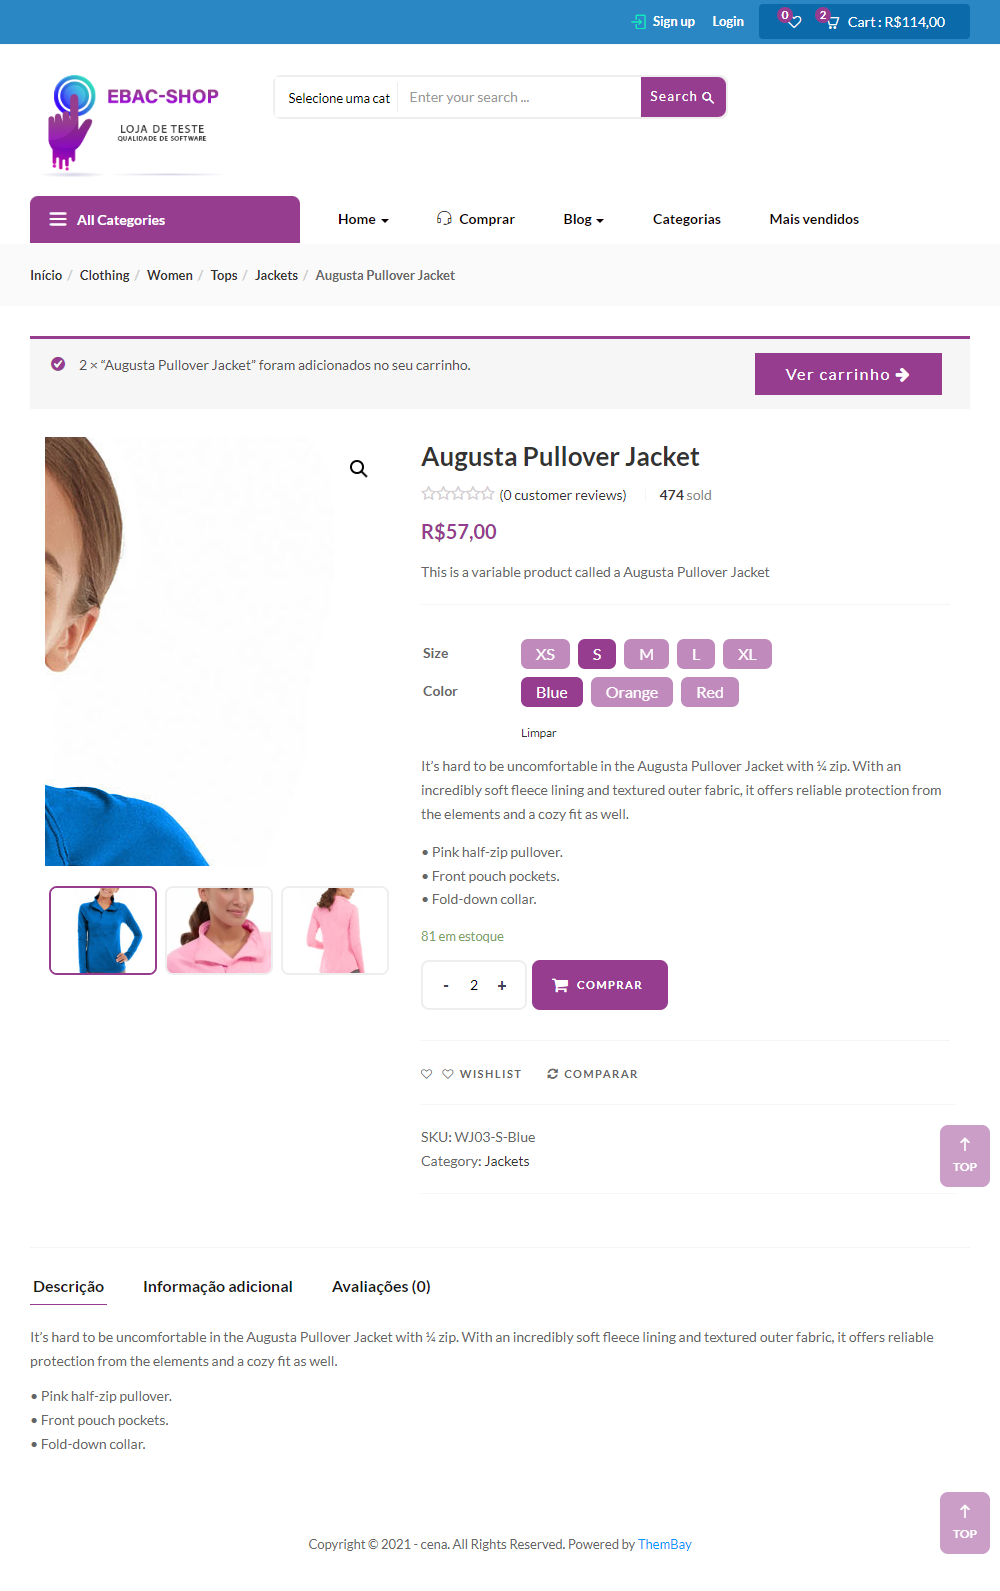 Sign up Login 0 2 Cart : R$114,00
EBAC-SHOP
LOJA DE TESTE
QUALIDADE DE SOFTWARE
Selecione uma cat Enter your search ... Search
All Categories Home Comprar Blog Categorias Mais vendidos
Início / Clothing / Women / Tops / Jackets / Augusta Pullover Jacket
2 × “Augusta Pullover Jacket” foram adicionados no seu carrinho. Ver carrinho
Augusta Pullover Jacket
(0 customer reviews) 474 sold
R$57,00
This is a variable product called a Augusta Pullover Jacket
Size XS S M L XL
Color Blue Orange Red
Limpar
It’s hard to be uncomfortable in the Augusta Pullover Jacket with ¼ zip. With an
incredibly soft fleece lining and textured outer fabric, it offers reliable protection from
the elements and a cozy fit as well.
• Pink half-zip pullover.
• Front pouch pockets.
• Fold-down collar.
81 em estoque
- 2 + COMPRAR
WISHLIST COMPARAR
SKU: WJ03-S-Blue
Category: Jackets
TOP
Descrição Informação adicional Avaliações (0)
It’s hard to be uncomfortable in the Augusta Pullover Jacket with ¼ zip. With an incredibly soft fleece lining and textured outer fabric, it offers reliable
protection from the elements and a cozy fit as well.
• Pink half-zip pullover.
• Front pouch pockets.
• Fold-down collar.
TOP
Copyright © 2021 - cena. All Rights Reserved. Powered by ThemBay